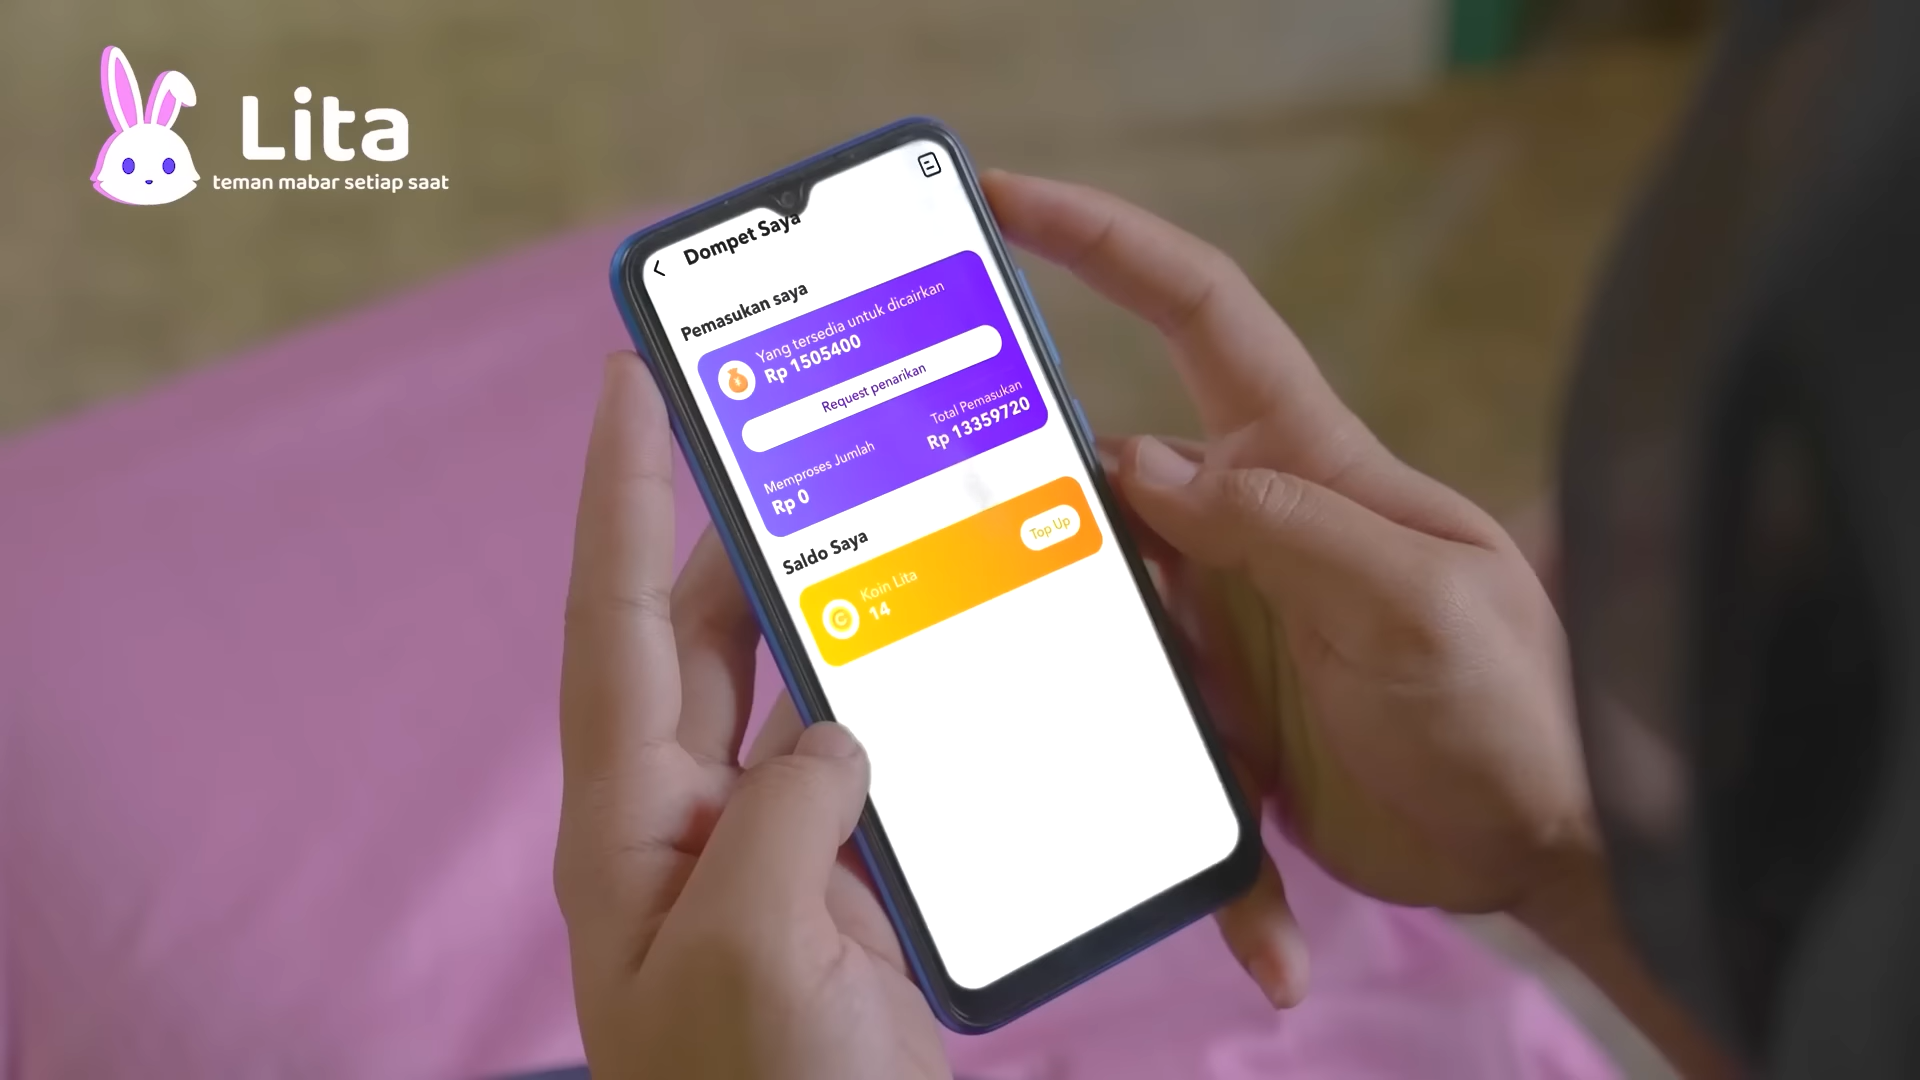 Lita
teman mabar setiap saat
Dompet Saya
Pemasukan saya
Yang tersedia untuk dicairkan
Rp 1505400
Request penarikan
Memproses Jumlah
Rp 0
Total Pemasukan
Rp 13359720
Saldo Saya
Koin Lita
14
Top Up